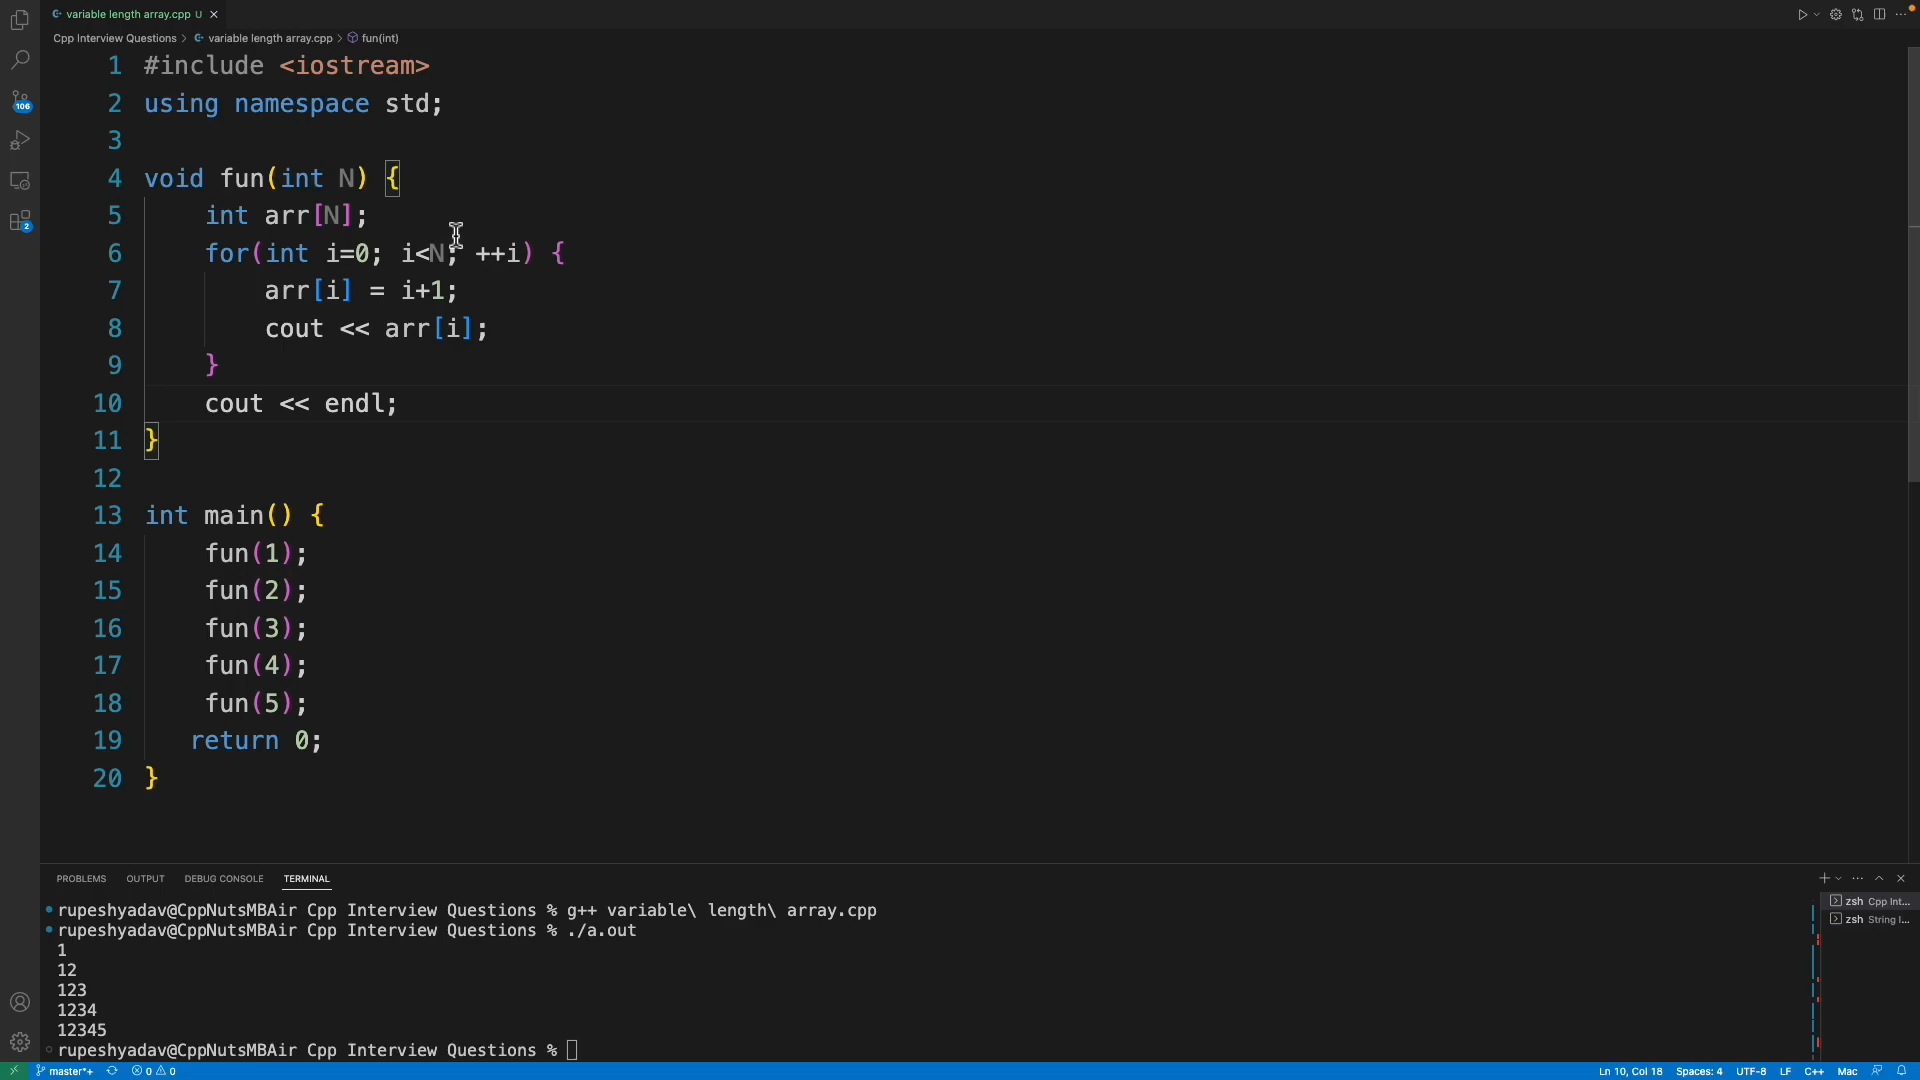 variable length array.cpp U
Cpp Interview Questions > variable length array.cpp > fun(int)
1 #include <iostream>
2 using namespace std;
3
4 void fun(int N) {
5 int arr[N];
6 for(int i=0; i<N; ++i) {
7 arr[i] = i+1;
8 cout << arr[i];
9 }
10 cout << endl;
11 }
12
13 int main() {
14 fun(1);
15 fun(2);
16 fun(3);
17 fun(4);
18 fun(5);
19 return 0;
20 }
106
2
PROBLEMS OUTPUT DEBUG CONSOLE TERMINAL
rupeshyadav@CppNutsMBAir Cpp Interview Questions % g++ variable\ length\ array.cpp
rupeshyadav@CppNutsMBAir Cpp Interview Questions % ./a.out
1
12
123
1234
12345
rupeshyadav@CppNutsMBAir Cpp Interview Questions %
zsh Cpp Int...
zsh String I...
master*+ 0 0 Ln 10, Col 18 Spaces: 4 UTF-8 LF C++ Mac